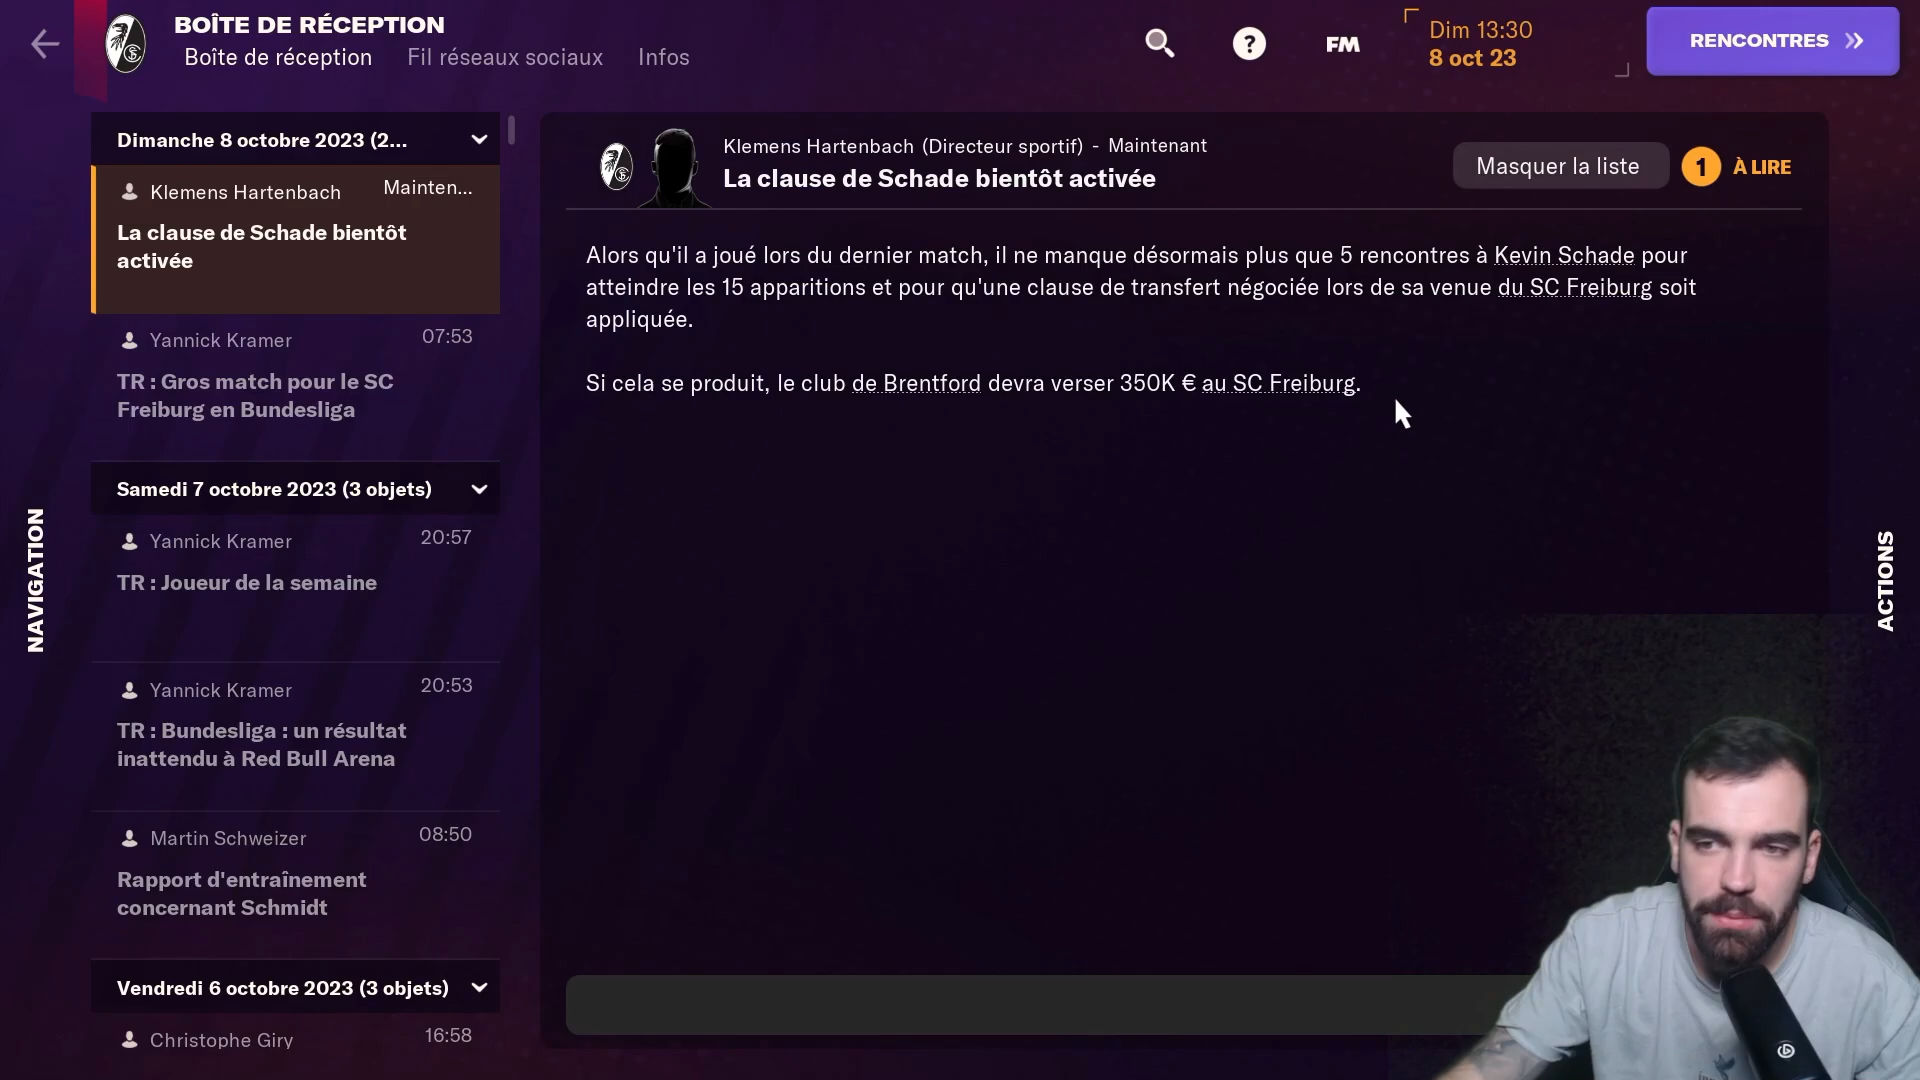 BOÎTE DE RÉCEPTION
Boîte de réception Fil réseaux sociaux Infos
FM
Dim 13:30
8 oct 23
RENCONTRES
NAVIGATION
Dimanche 8 octobre 2023 (2...
Klemens Hartenbach Mainten...
La clause de Schade bientôt
activée
Yannick Kramer 07:53
TR : Gros match pour le SC
Freiburg en Bundesliga
Samedi 7 octobre 2023 (3 objets)
Yannick Kramer 20:57
TR : Joueur de la semaine
Yannick Kramer 20:53
TR : Bundesliga : un résultat
inattendu à Red Bull Arena
Martin Schweizer 08:50
Rapport d'entraînement
concernant Schmidt
Vendredi 6 octobre 2023 (3 objets)
Christophe Giry 16:58
Klemens Hartenbach (Directeur sportif) - Maintenant
La clause de Schade bientôt activée
Masquer la liste
1 À LIRE
Alors qu'il a joué lors du dernier match, il ne manque désormais plus que 5 rencontres à Kevin Schade pour
atteindre les 15 apparitions et pour qu'une clause de transfert négociée lors de sa venue du SC Freiburg soit
appliquée.
Si cela se produit, le club de Brentford devra verser 350K € au SC Freiburg.
ACTIONS